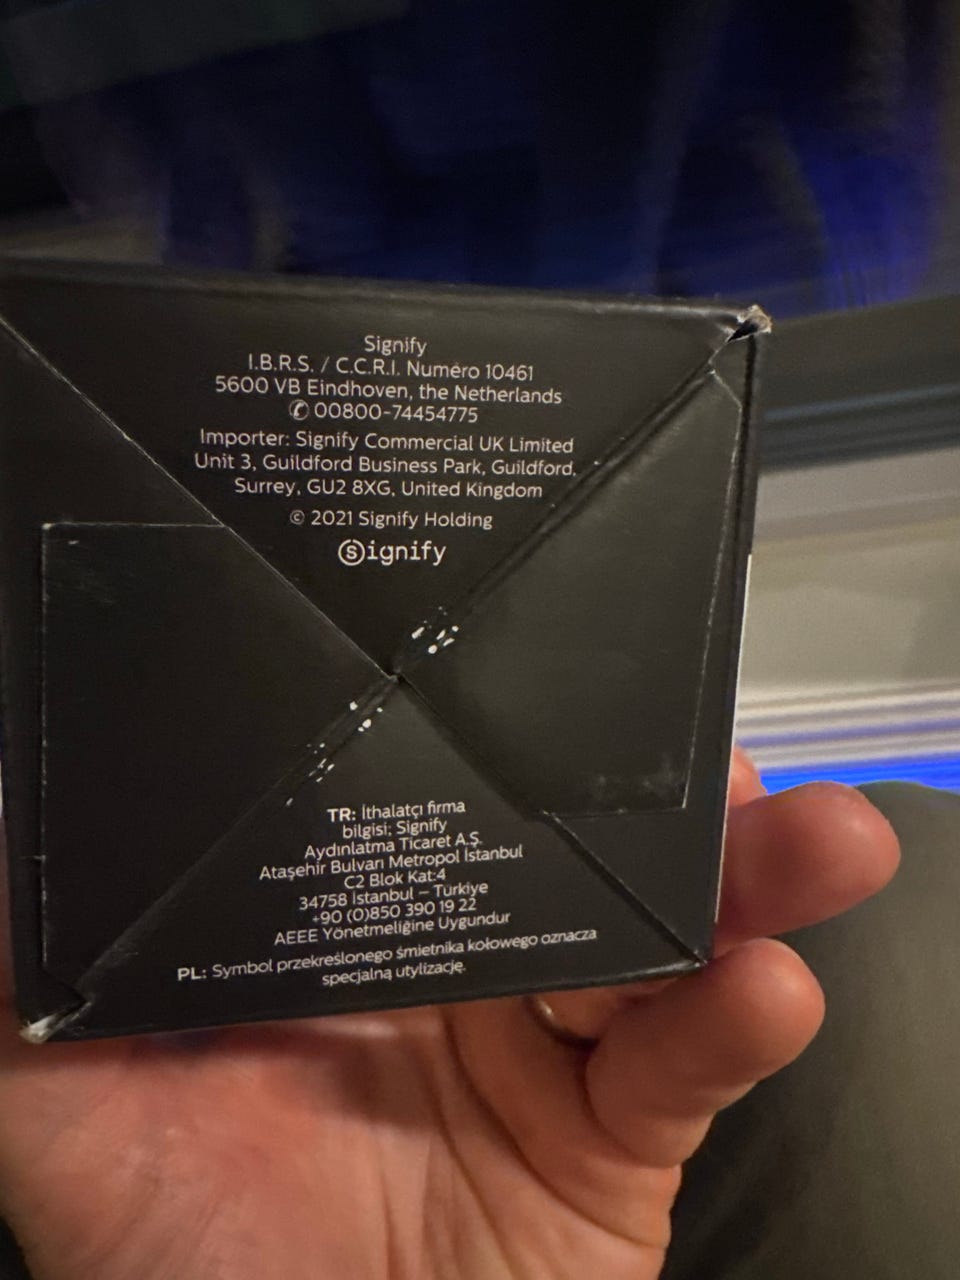 Signify
I.B.R.S. / C.C.R.I. Numéro 10461
5600 VB Eindhoven, the Netherlands
✆ 00800-74454775
Importer: Signify Commercial UK Limited
Unit 3, Guildford Business Park, Guildford,
Surrey, GU2 8XG, United Kingdom
© 2021 Signify Holding
Signify
TR: İthalatçı firma
bilgisi: Signify
Aydınlatma Ticaret A.Ş.
Ataşehir Bulvarı Metropol İstanbul
C2 Blok Kat:4
34758 İstanbul – Türkiye
+90 (0)850 390 19 22
AEEE Yönetmeliğine Uygundur
PL: Symbol przekreślonego śmietnika kołowego oznacza
specjalną utylizację.